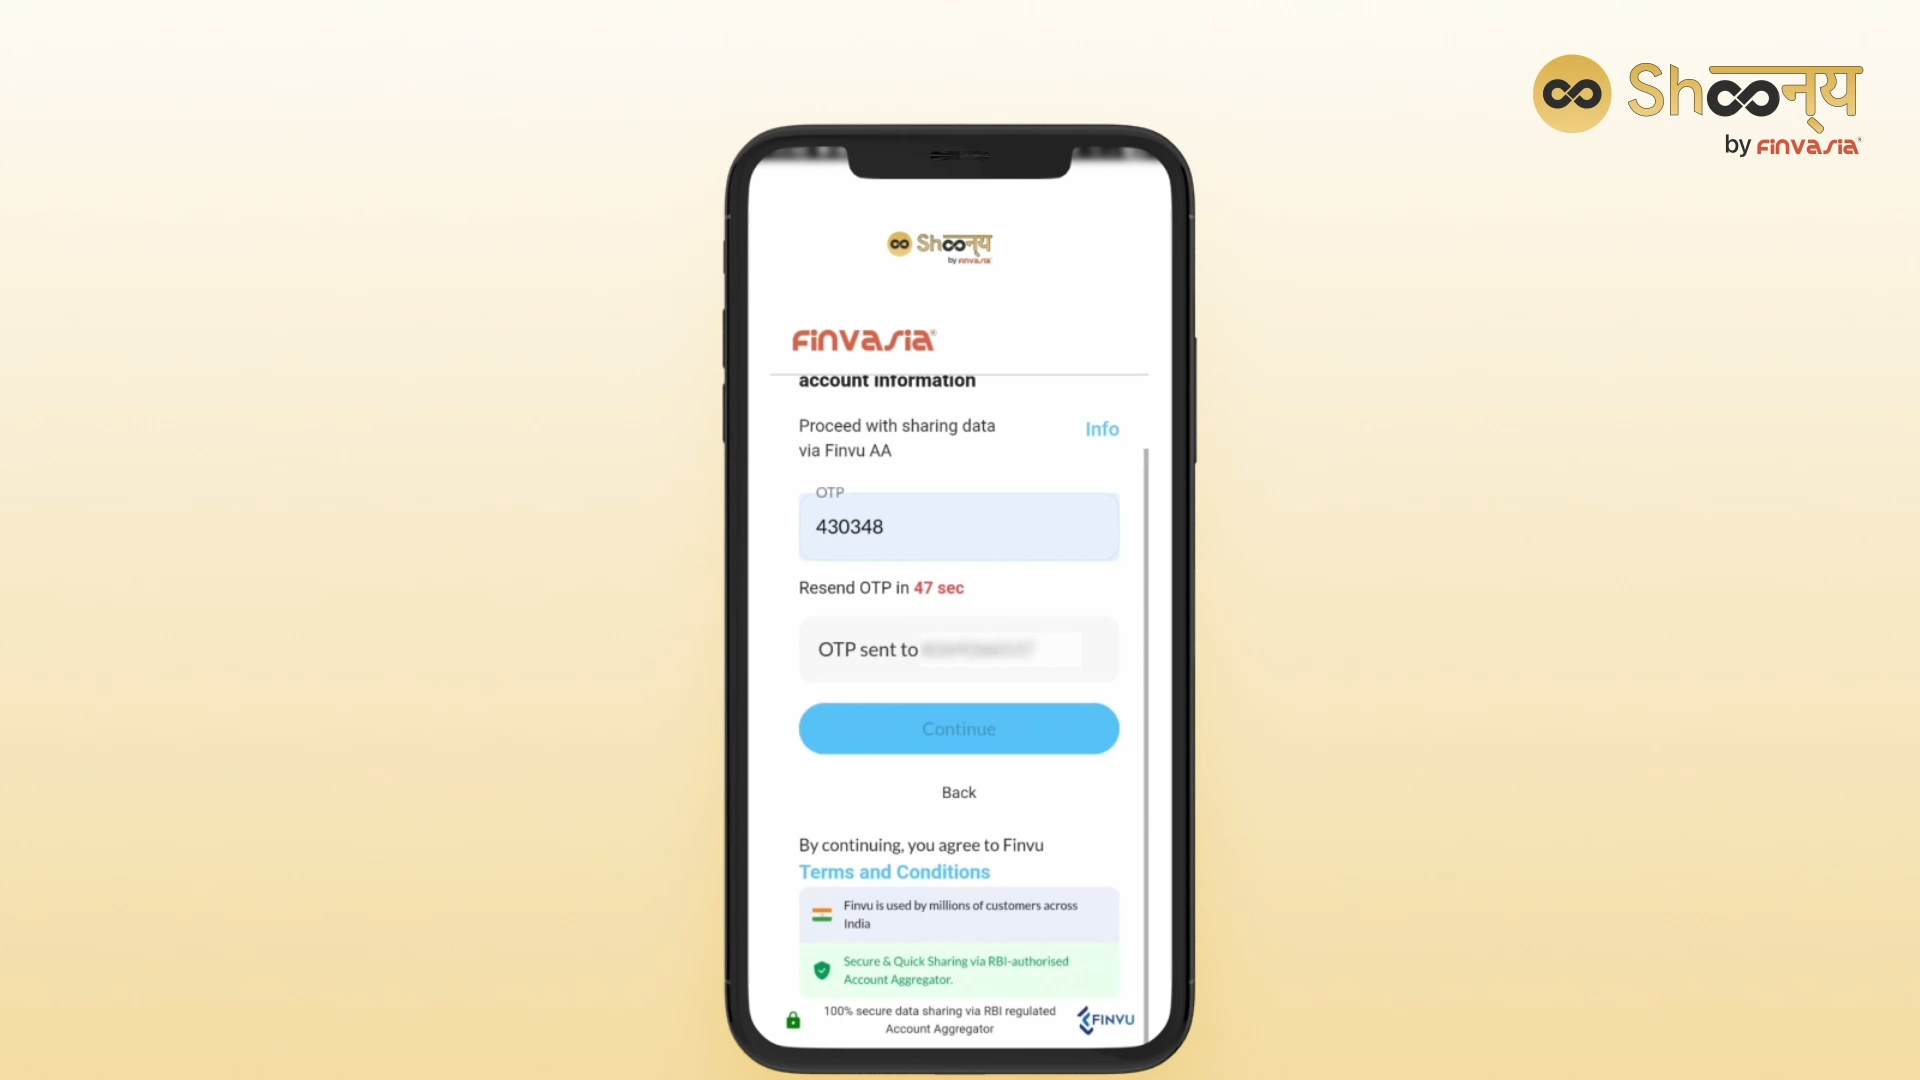 Shooन्य
by FINVASIA
Shooन्य
by FINVASIA
FINVASIA
account information
Proceed with sharing data
via Finvu AA
Info
OTP
430348
Resend OTP in 47 sec
OTP sent to
Continue
Back
By continuing, you agree to Finvu
Terms and Conditions
Finvu is used by millions of customers across
India
Secure & Quick Sharing via RBI-authorised
Account Aggregator.
100% secure data sharing via RBI regulated
Account Aggregator
FINVU